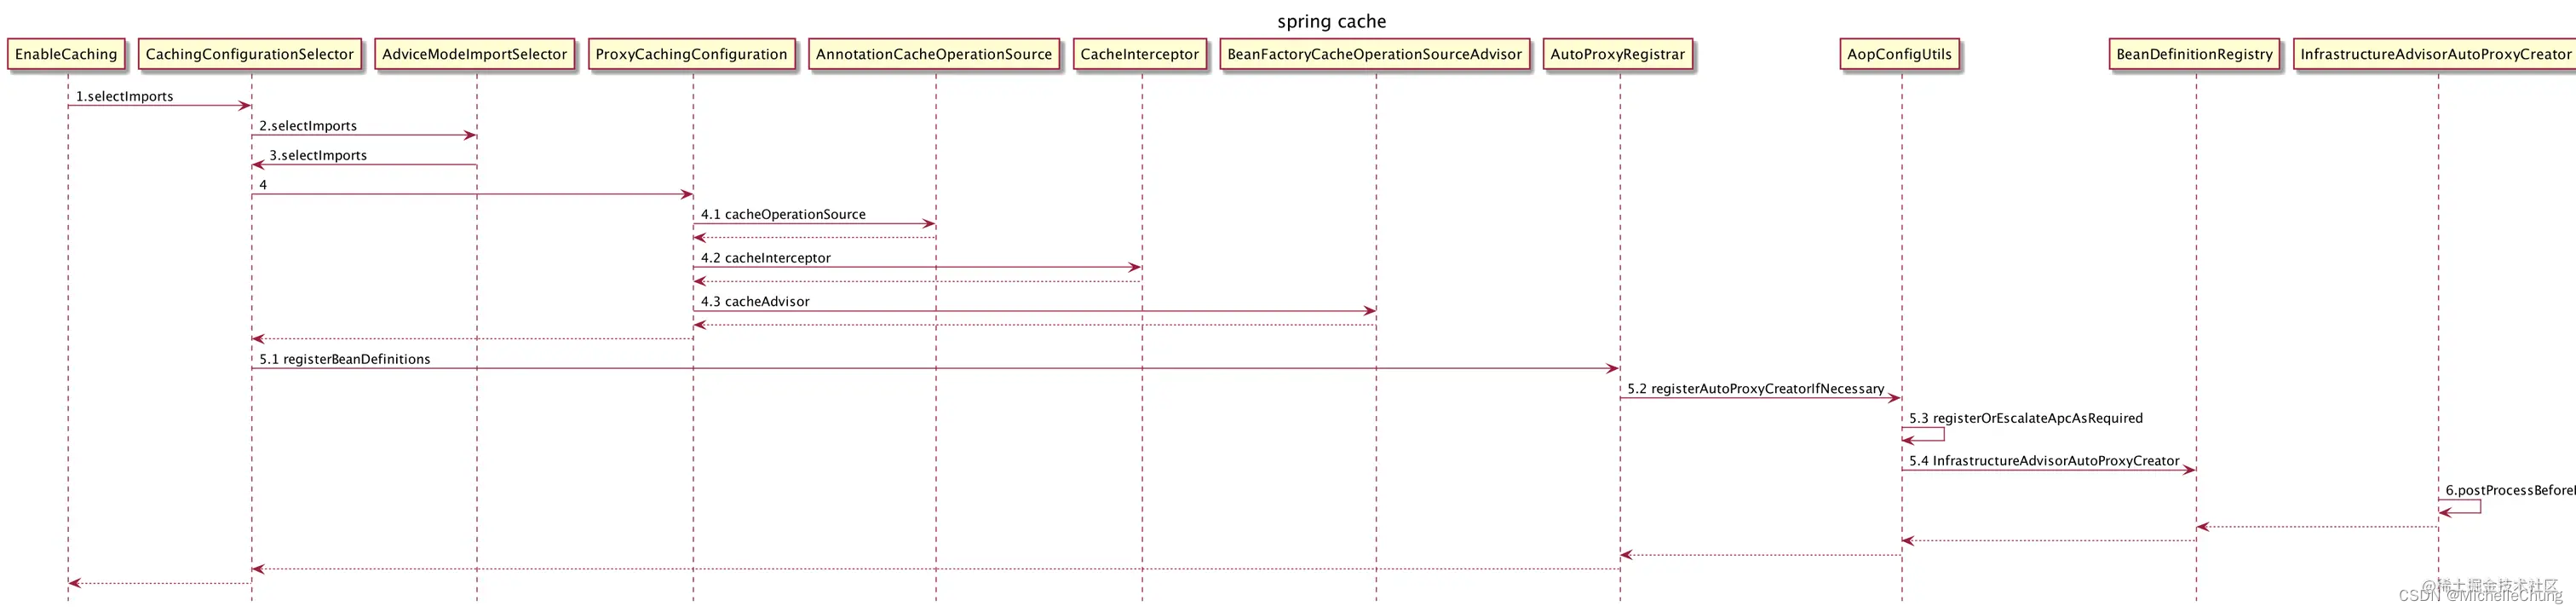 spring cache
EnableCaching
CachingConfigurationSelector
AdviceModeImportSelector
ProxyCachingConfiguration
AnnotationCacheOperationSource
CacheInterceptor
BeanFactoryCacheOperationSourceAdvisor
AutoProxyRegistrar
AopConfigUtils
BeanDefinitionRegistry
InfrastructureAdvisorAutoProxyCreator
1.selectImports
2.selectImports
3.selectImports
4
4.1 cacheOperationSource
4.2 cacheInterceptor
4.3 cacheAdvisor
5.1 registerBeanDefinitions
5.2 registerAutoProxyCreatorIfNecessary
5.3 registerOrEscalateApcAsRequired
5.4 InfrastructureAdvisorAutoProxyCreator
6.postProcessBefore
@稀土掘金技术社区
CSDN @MichelleChung